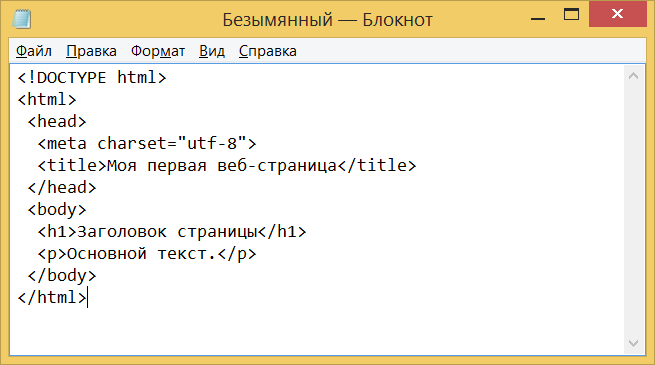 Безымянный — Блокнот
Файл Правка Формат Вид Справка
<!DOCTYPE html>
<html>
 <head>
  <meta charset="utf-8">
  <title>Моя первая веб-страница</title>
 </head>
 <body>
  <h1>Заголовок страницы</h1>
  <p>Основной текст.</p>
 </body>
</html>